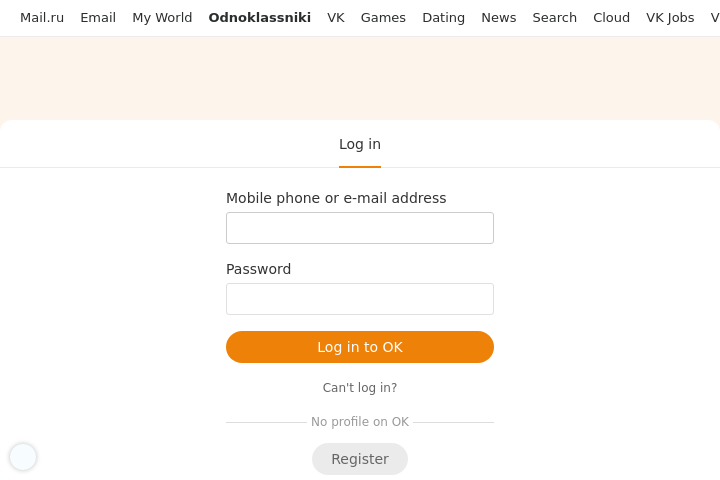 Mail.ru Email My World Odnoklassniki VK Games Dating News Search Cloud VK Jobs
Log in
Mobile phone or e-mail address
Password
Log in to OK
Can't log in?
No profile on OK
Register